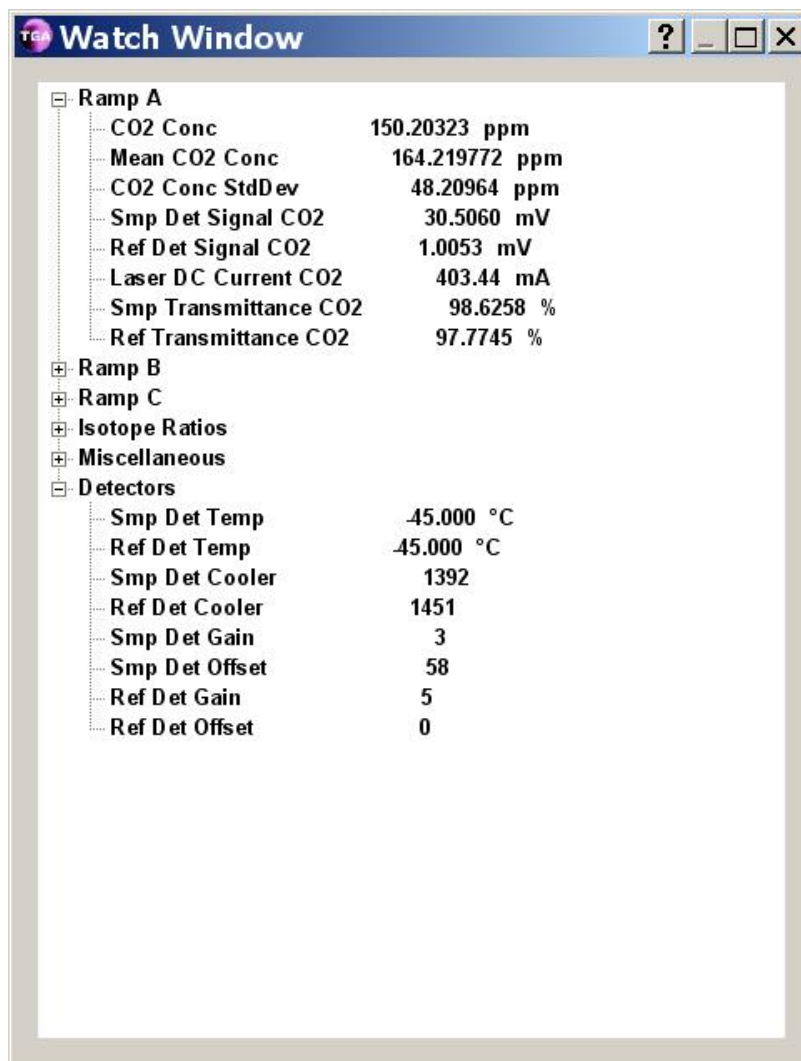 TGA Watch Window
Ramp A
CO2 Conc 150.20323 ppm
Mean CO2 Conc 164.219772 ppm
CO2 Conc StdDev 48.20964 ppm
Smp Det Signal CO2 30.5060 mV
Ref Det Signal CO2 1.0053 mV
Laser DC Current CO2 403.44 mA
Smp Transmittance CO2 98.6258 %
Ref Transmittance CO2 97.7745 %
Ramp B
Ramp C
Isotope Ratios
Miscellaneous
Detectors
Smp Det Temp -45.000 °C
Ref Det Temp -45.000 °C
Smp Det Cooler 1392
Ref Det Cooler 1451
Smp Det Gain 3
Smp Det Offset 58
Ref Det Gain 5
Ref Det Offset 0